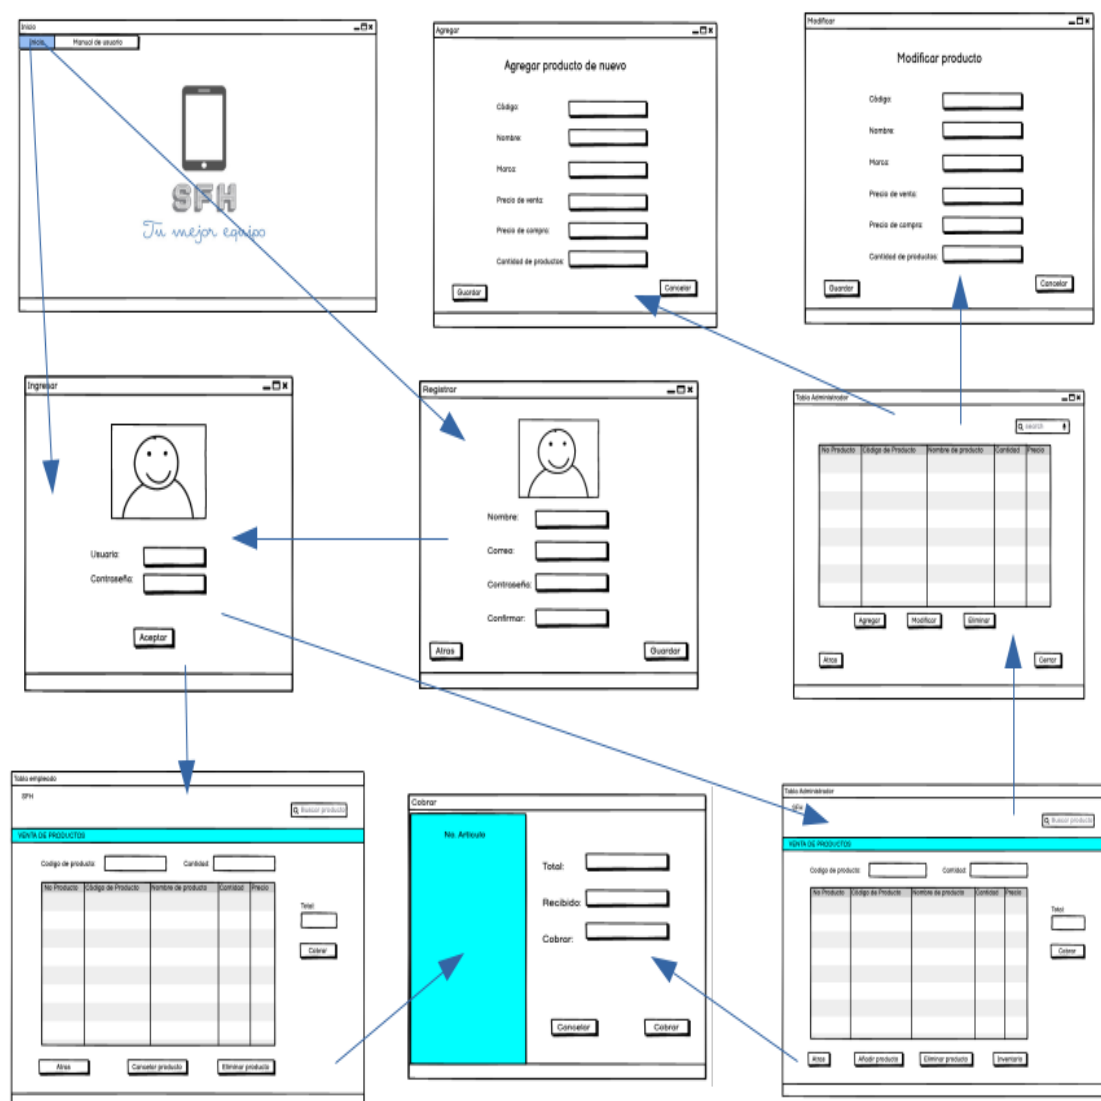 Inicio
Inicio Manual de usuario
SFH
Tu mejor equipo
Agregar
Agregar producto de nuevo
Código:
Nombre:
Marca:
Precio de venta:
Precio de compra:
Cantidad de productos:
Guardar Cancelar
Modificar
Modificar producto
Código:
Nombre:
Marca:
Precio de venta:
Precio de compra:
Cantidad de productos:
Guardar Cancelar
Ingresar
Usuario:
Contraseña:
Aceptar
Registrar
Nombre:
Correo:
Contraseña:
Confirmar:
Atras Guardar
Tabla Administrador
search
No Producto Código de Producto Nombre de producto Cantidad Precio
Agregar Modificar Eliminar
Atras Cerrar
Tabla empleado
SFH
Buscar producto
VENTA DE PRODUCTOS
Codigo de producto: Cantidad:
No Producto Código de Producto Nombre de producto Cantidad Precio
Total:
Cobrar
Atras Cancelar producto Eliminar producto
Cobrar
No. Articulo
Total:
Recibido:
Cobrar:
Cancelar Cobrar
Tabla Administrador
SFH
Buscar producto
VENTA DE PRODUCTOS
Codigo de producto: Cantidad:
No Producto Código de Producto Nombre de producto Cantidad Precio
Total:
Cobrar
Atras Añadir producto Eliminar producto Inventario